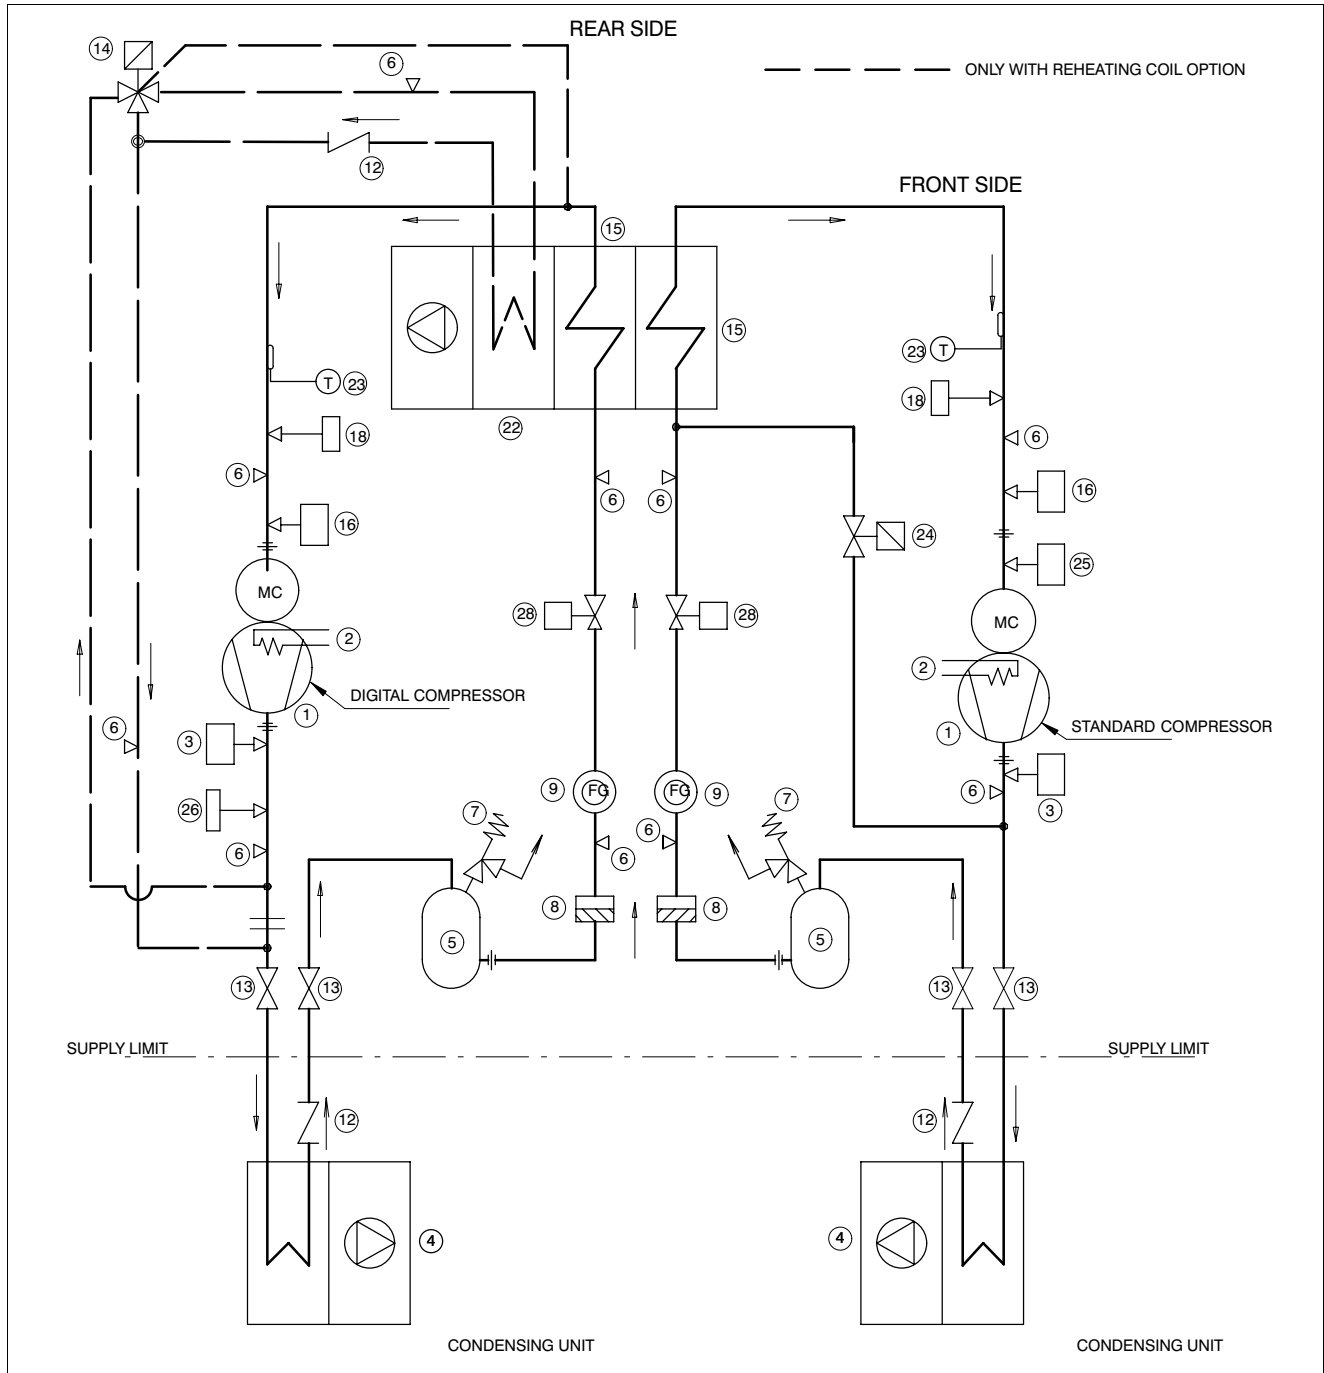 REAR SIDE
14
6
ONLY WITH REHEATING COIL OPTION
12
FRONT SIDE
15
15
23 T
T 23
18
22
18
6
6
6
6
16
16
24
25
MC
28
28
MC
2
2
DIGITAL COMPRESSOR
1
STANDARD COMPRESSOR
1
6
3
9 FG
FG 9
6
3
26
7
7
6
6
6
8
8
5
5
13
13
13
13
SUPPLY LIMIT
SUPPLY LIMIT
12
12
4
4
CONDENSING UNIT
CONDENSING UNIT